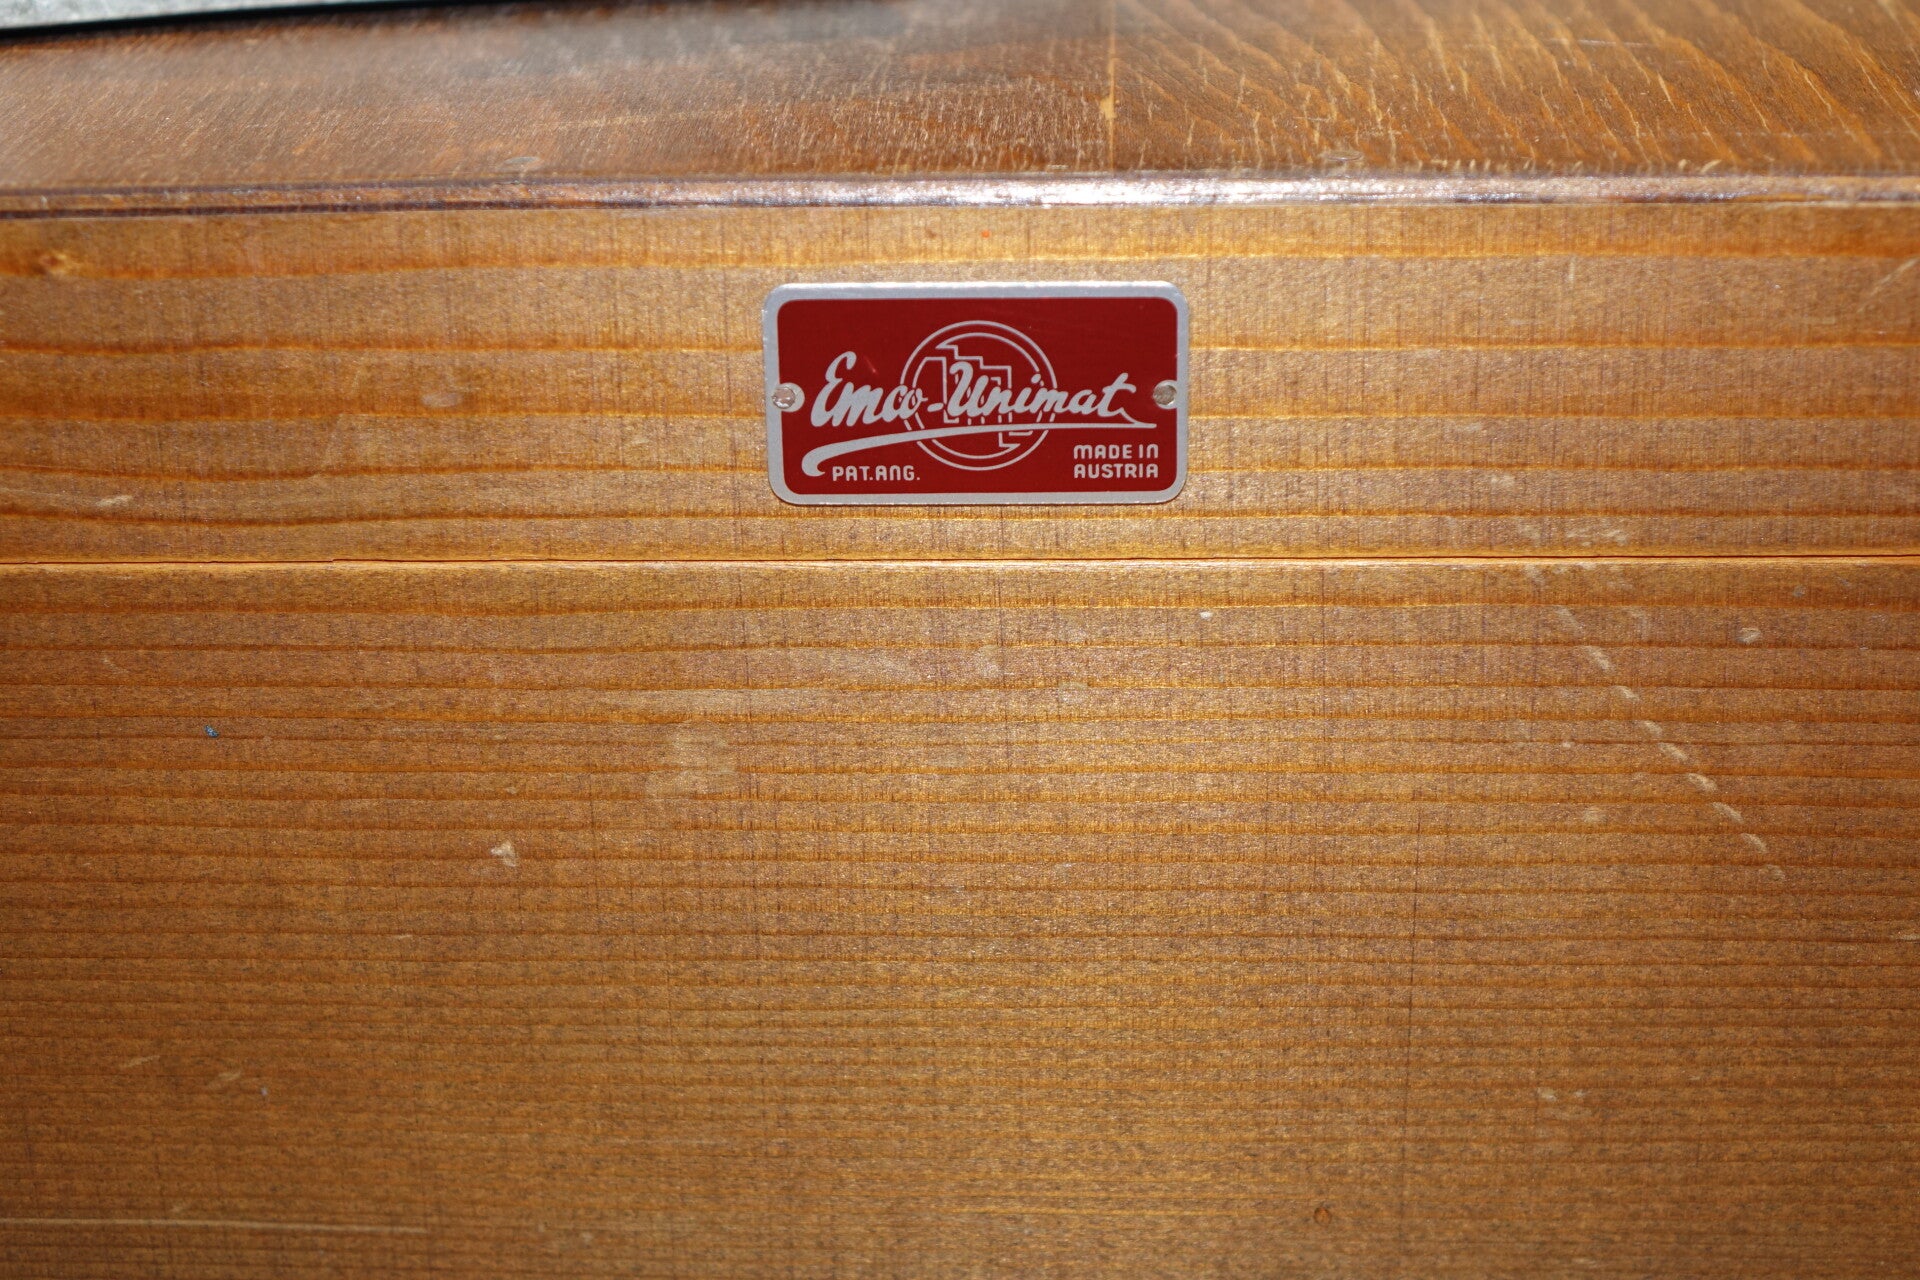 Emco-Unimat
PAT.ANG.
MADE IN
AUSTRIA